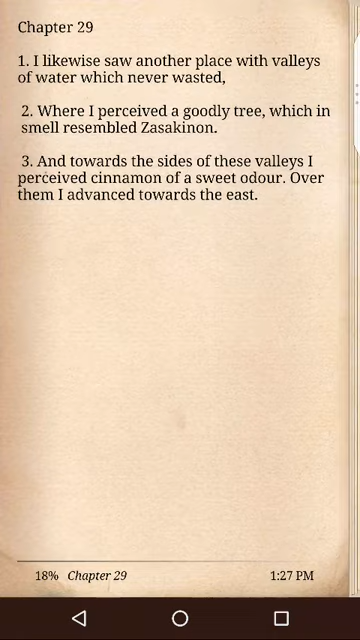 Chapter 29
1. I likewise saw another place with valleys
of water which never wasted,
2. Where I perceived a goodly tree, which in
smell resembled Zasakinon.
3. And towards the sides of these valleys I
perceived cinnamon of a sweet odour. Over
them I advanced towards the east.
18% Chapter 29 1:27 PM